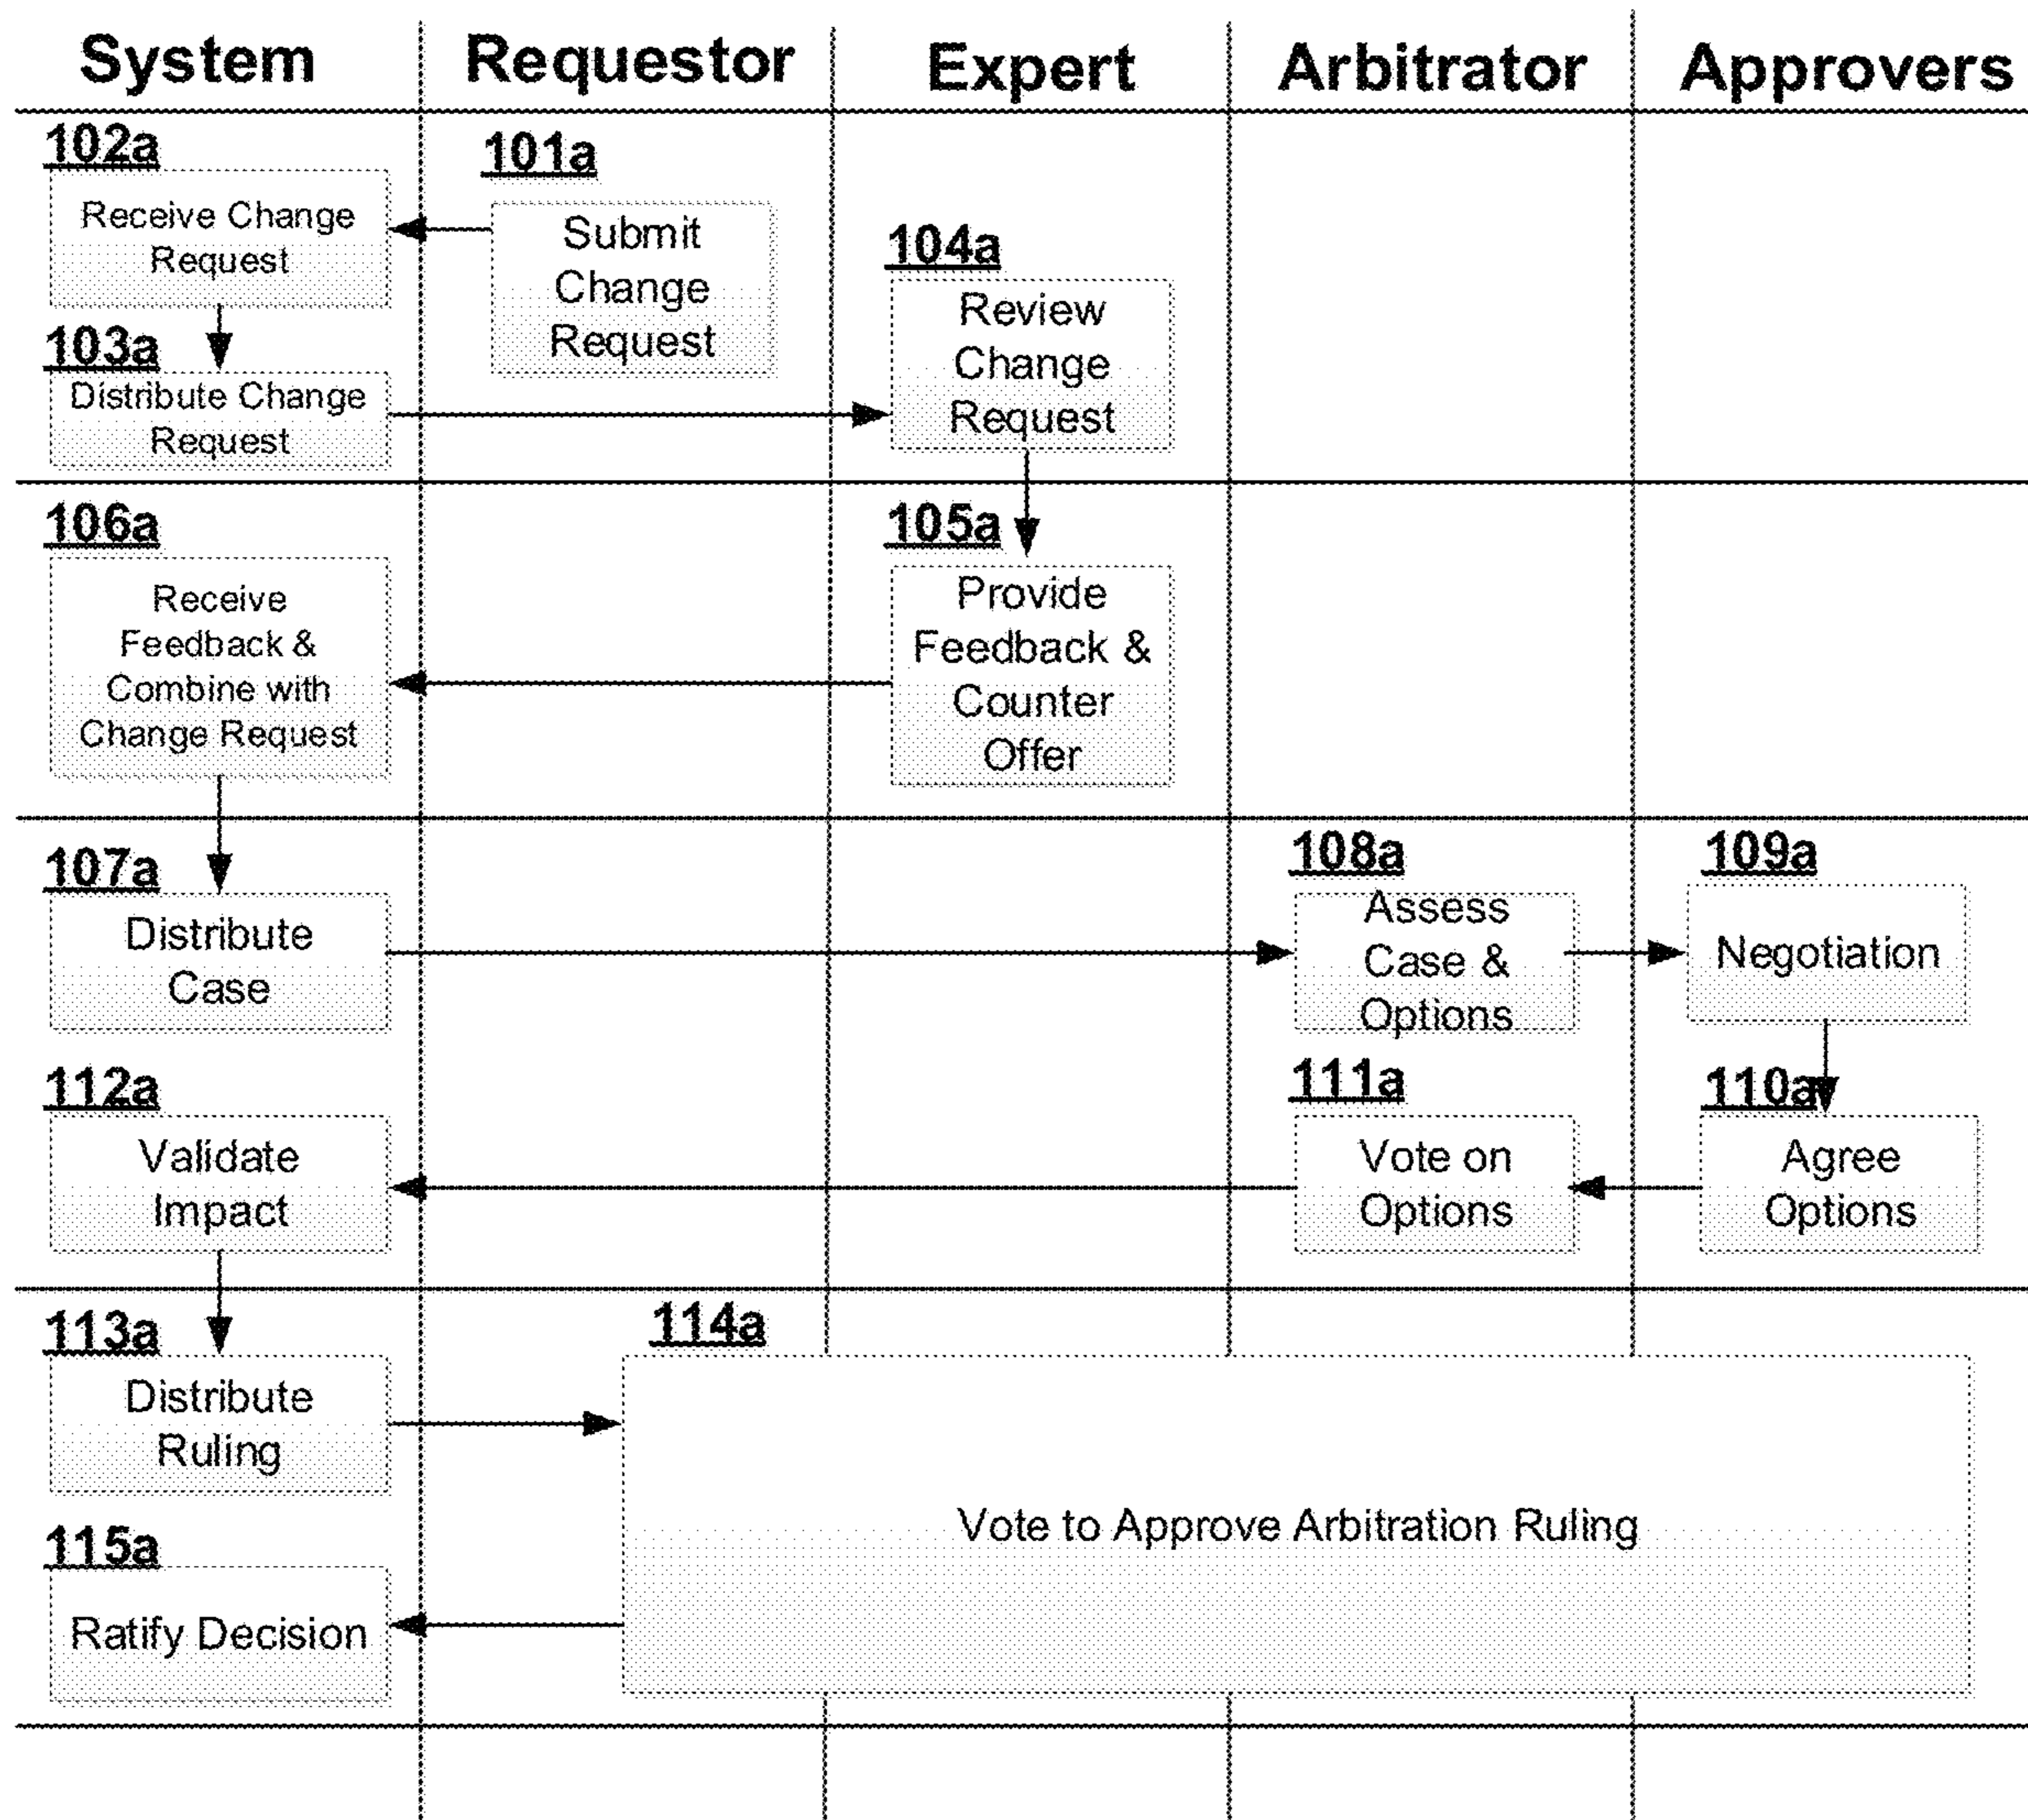 System
Requestor
Expert
Arbitrator
Approvers
102a
Receive Change
Request
101a
Submit
Change
Request
103a
Distribute Change
Request
104a
Review
Change
Request
106a
Receive
Feedback &
Combine with
Change Request
105a
Provide
Feedback &
Counter
Offer
107a
Distribute
Case
108a
Assess
Case &
Options
109a
Negotiation
112a
Validate
Impact
111a
Vote on
Options
110a
Agree
Options
113a
Distribute
Ruling
114a
Vote to Approve Arbitration Ruling
115a
Ratify Decision